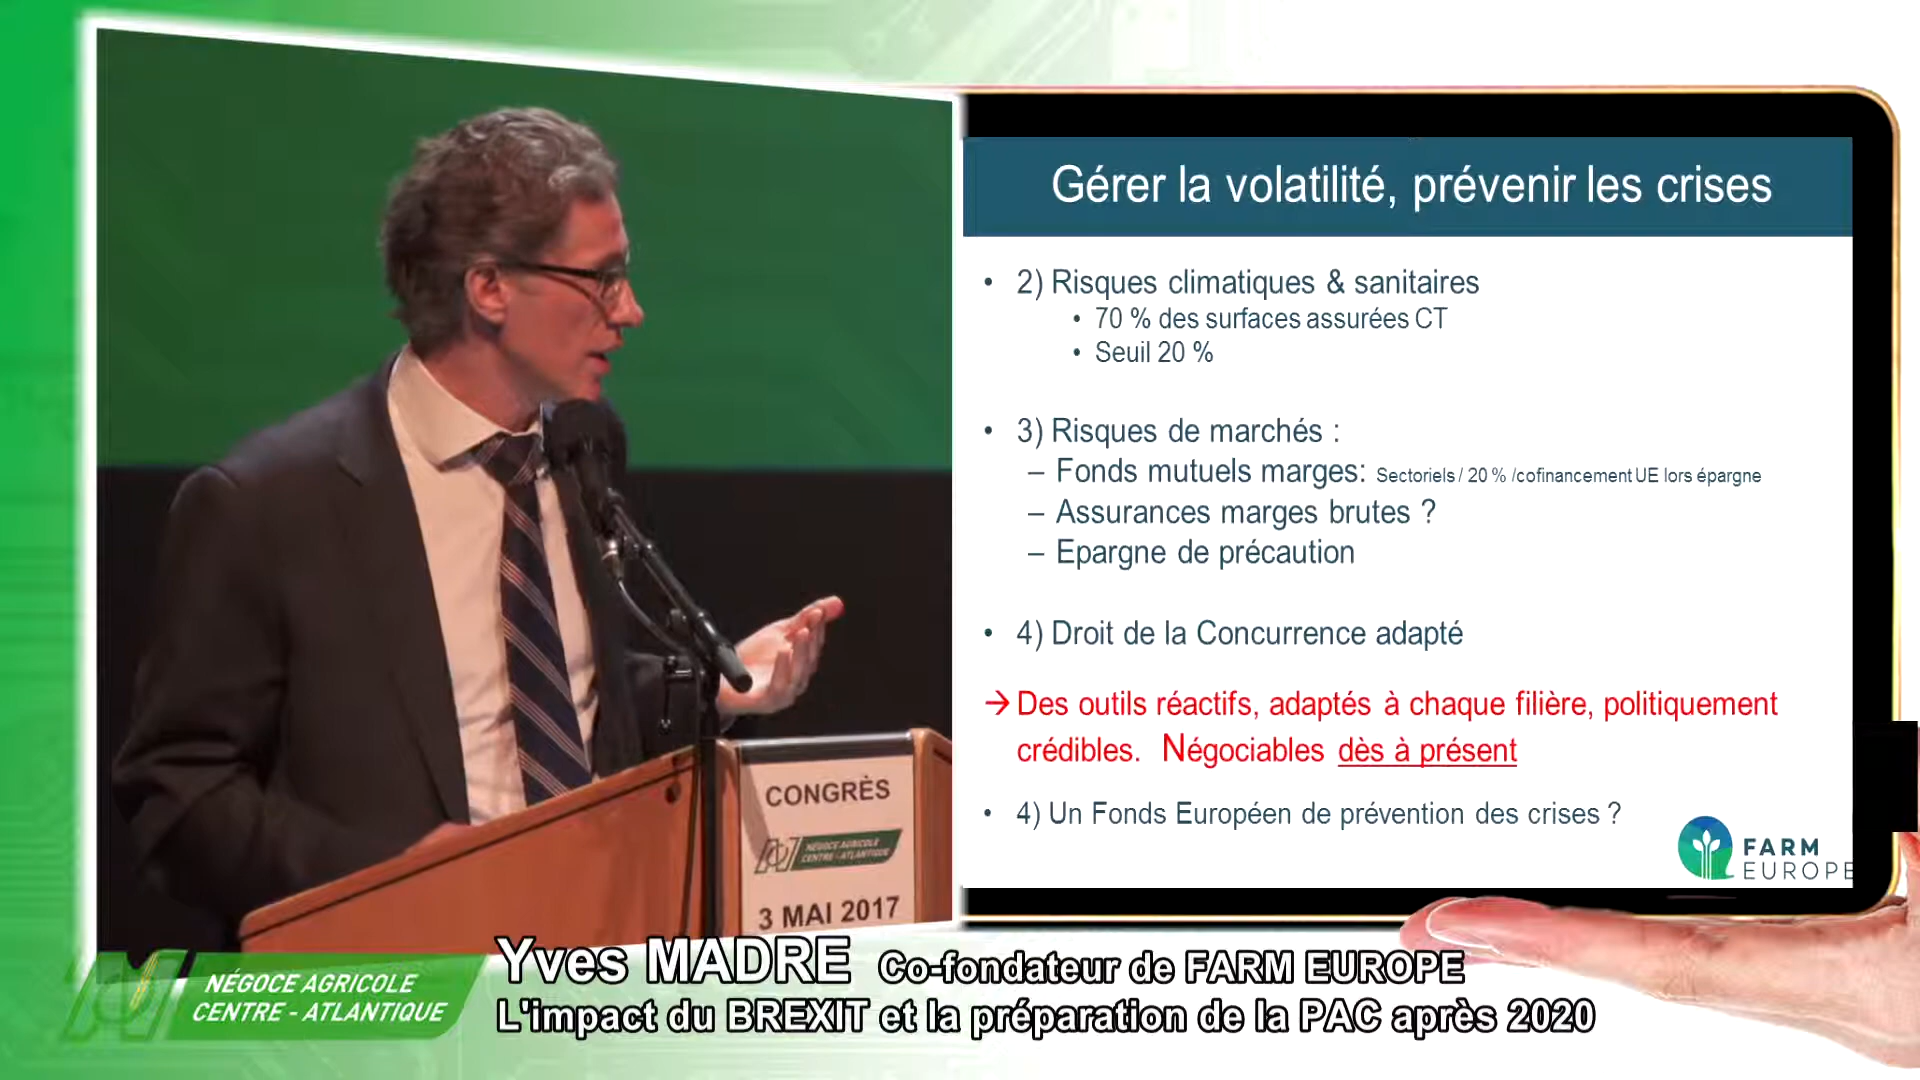 Gérer la volatilité, prévenir les crises
• 2) Risques climatiques & sanitaires
• 70 % des surfaces assurées CT
• Seuil 20 %
• 3) Risques de marchés :
– Fonds mutuels marges: Sectoriels / 20 % /cofinancement UE lors épargne
– Assurances marges brutes ?
– Epargne de précaution
• 4) Droit de la Concurrence adapté
→ Des outils réactifs, adaptés à chaque filière, politiquement
crédibles. Négociables dès à présent
• 4) Un Fonds Européen de prévention des crises ?
FARM
EUROPE
CONGRÈS
NÉGOCE AGRICOLE
CENTRE - ATLANTIQUE
3 MAI 2017
NÉGOCE AGRICOLE
CENTRE - ATLANTIQUE
Yves MADRE Co-fondateur de FARM EUROPE
L'impact du BREXIT et la préparation de la PAC après 2020